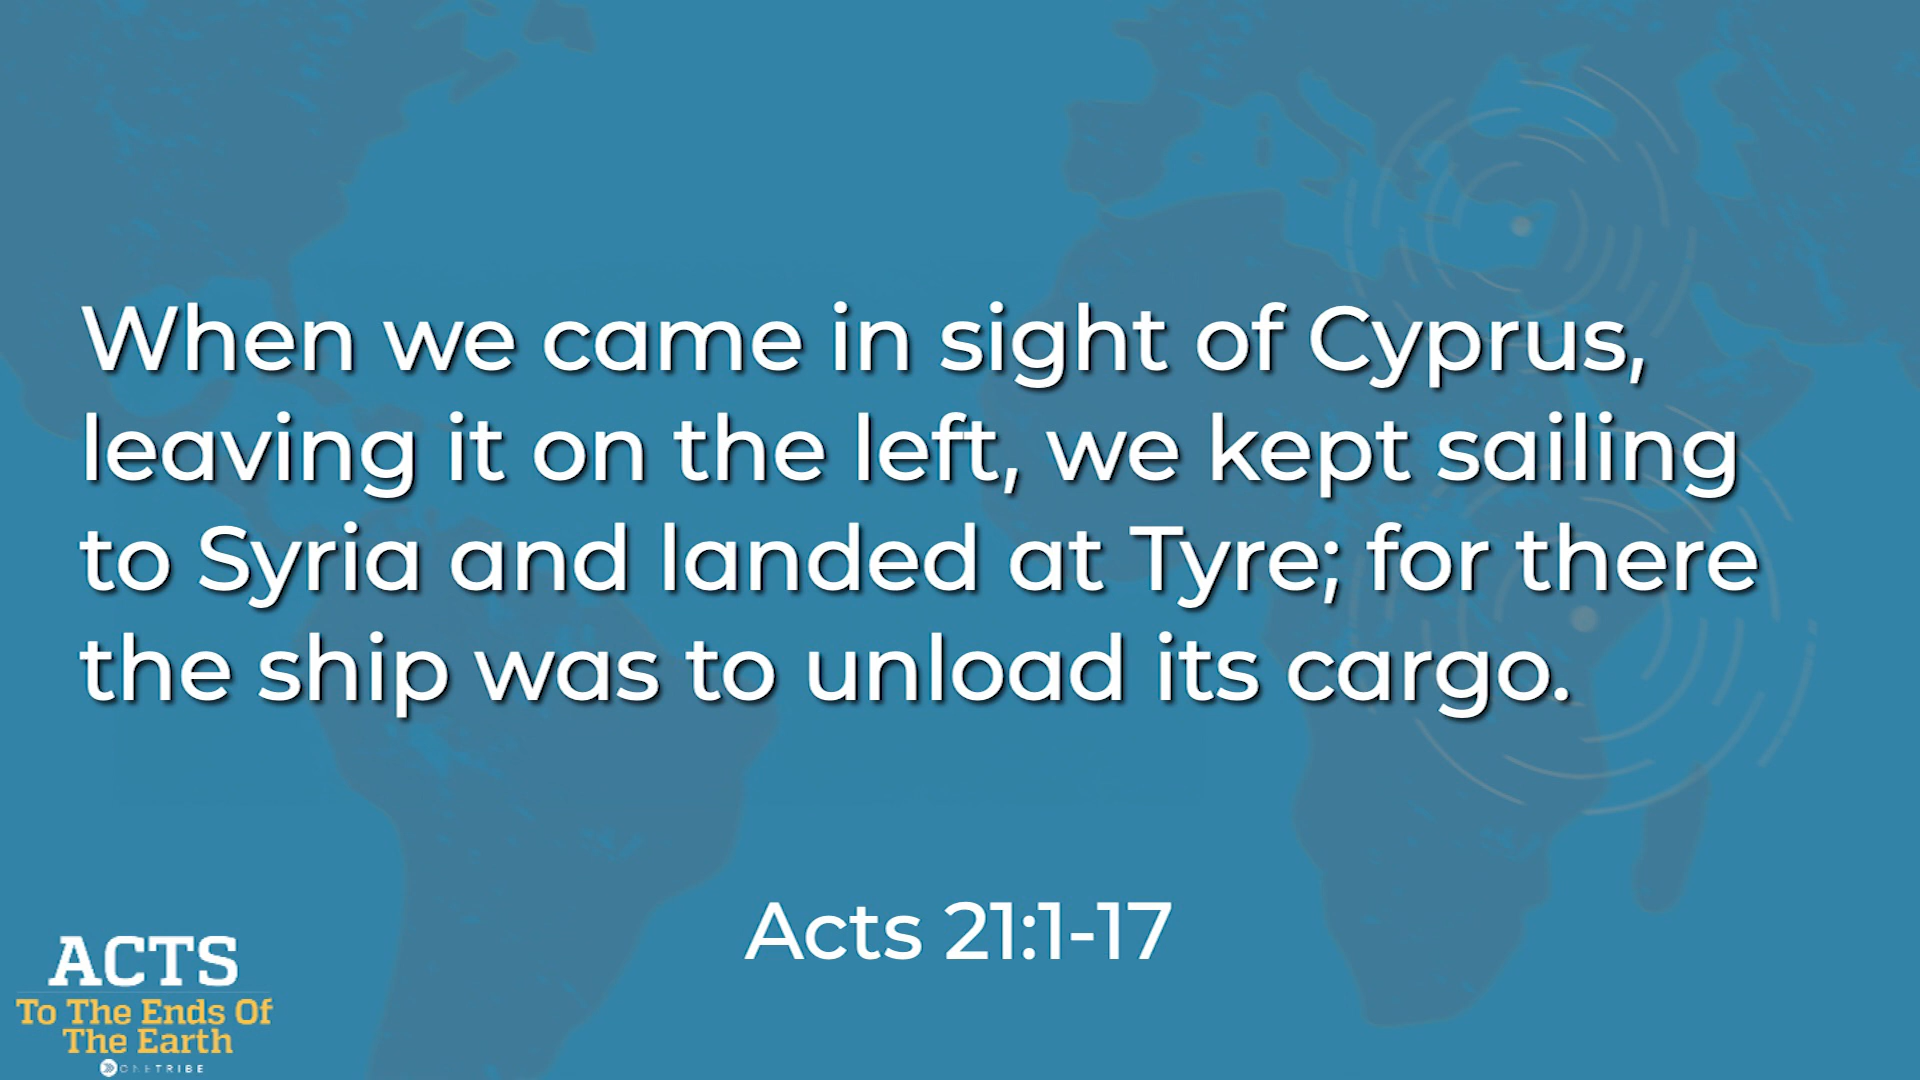 When we came in sight of Cyprus,
leaving it on the left, we kept sailing
to Syria and landed at Tyre; for there
the ship was to unload its cargo.
Acts 21:1-17
ACTS
To The Ends Of
The Earth
ONETRIBE